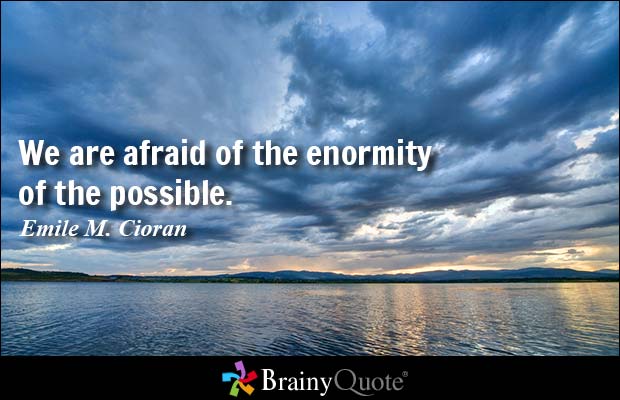 We are afraid of the enormity
of the possible.
Emile M. Cioran
BrainyQuote®